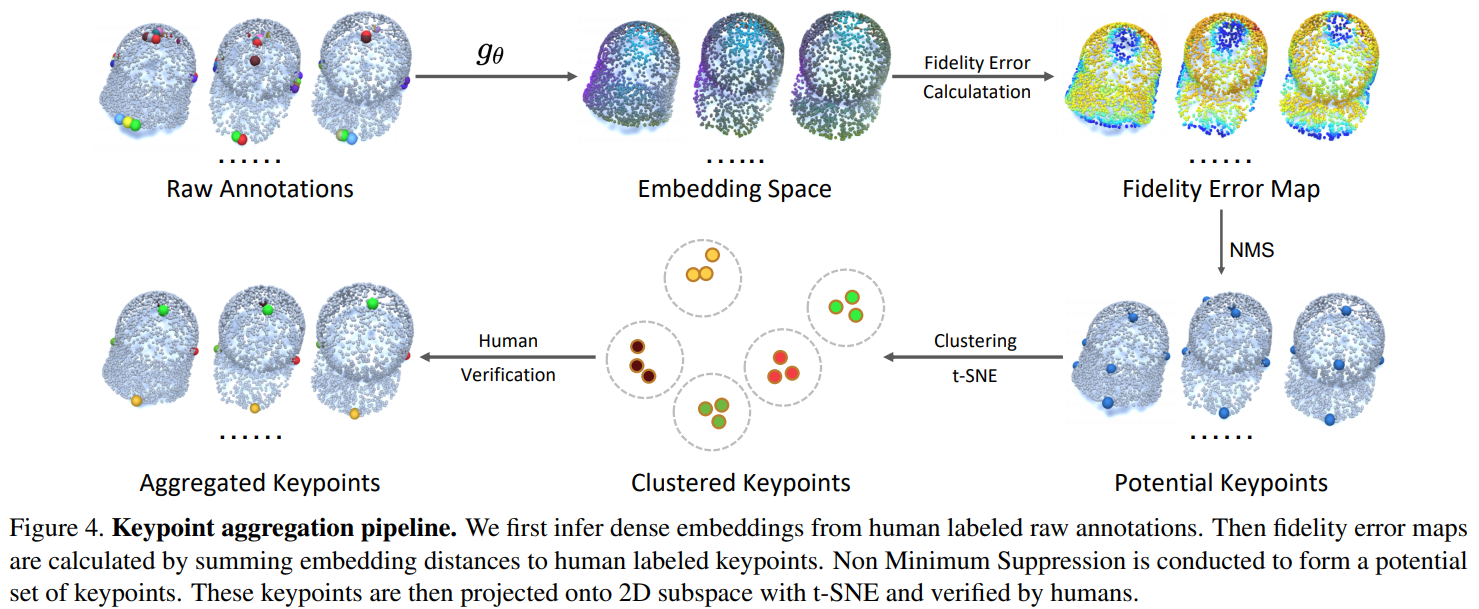 g_θ
Fidelity Error
Calculatation
......
......
......
Raw Annotations
Embedding Space
Fidelity Error Map
NMS
Human
Verification
Clustering
t-SNE
......
......
Aggregated Keypoints
Clustered Keypoints
Potential Keypoints
Figure 4. Keypoint aggregation pipeline. We first infer dense embeddings from human labeled raw annotations. Then fidelity error maps
are calculated by summing embedding distances to human labeled keypoints. Non Minimum Suppression is conducted to form a potential
set of keypoints. These keypoints are then projected onto 2D subspace with t-SNE and verified by humans.